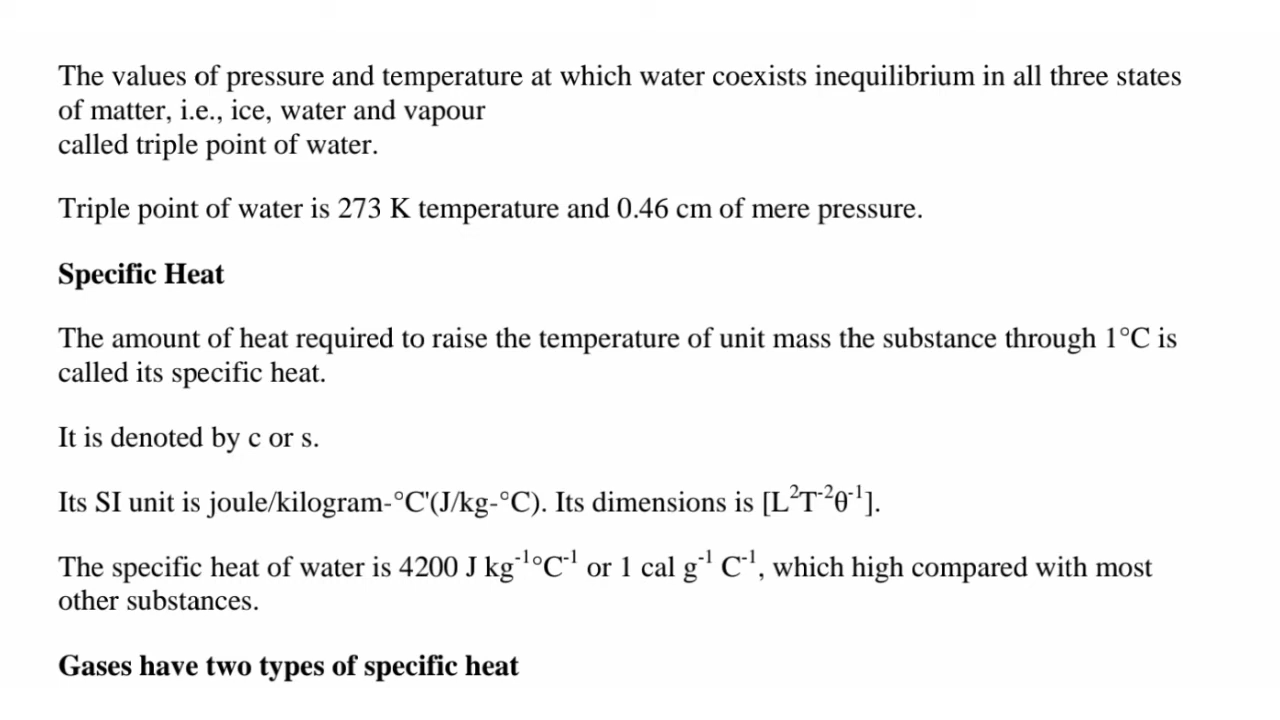 The values of pressure and temperature at which water coexists inequilibrium in all three states
of matter, i.e., ice, water and vapour
called triple point of water.
Triple point of water is 273 K temperature and 0.46 cm of mere pressure.
Specific Heat
The amount of heat required to raise the temperature of unit mass the substance through 1°C is
called its specific heat.
It is denoted by c or s.
Its SI unit is joule/kilogram-°C'(J/kg-°C). Its dimensions is [L²T⁻²θ⁻¹].
The specific heat of water is 4200 J kg⁻¹°C⁻¹ or 1 cal g⁻¹ C⁻¹, which high compared with most
other substances.
Gases have two types of specific heat